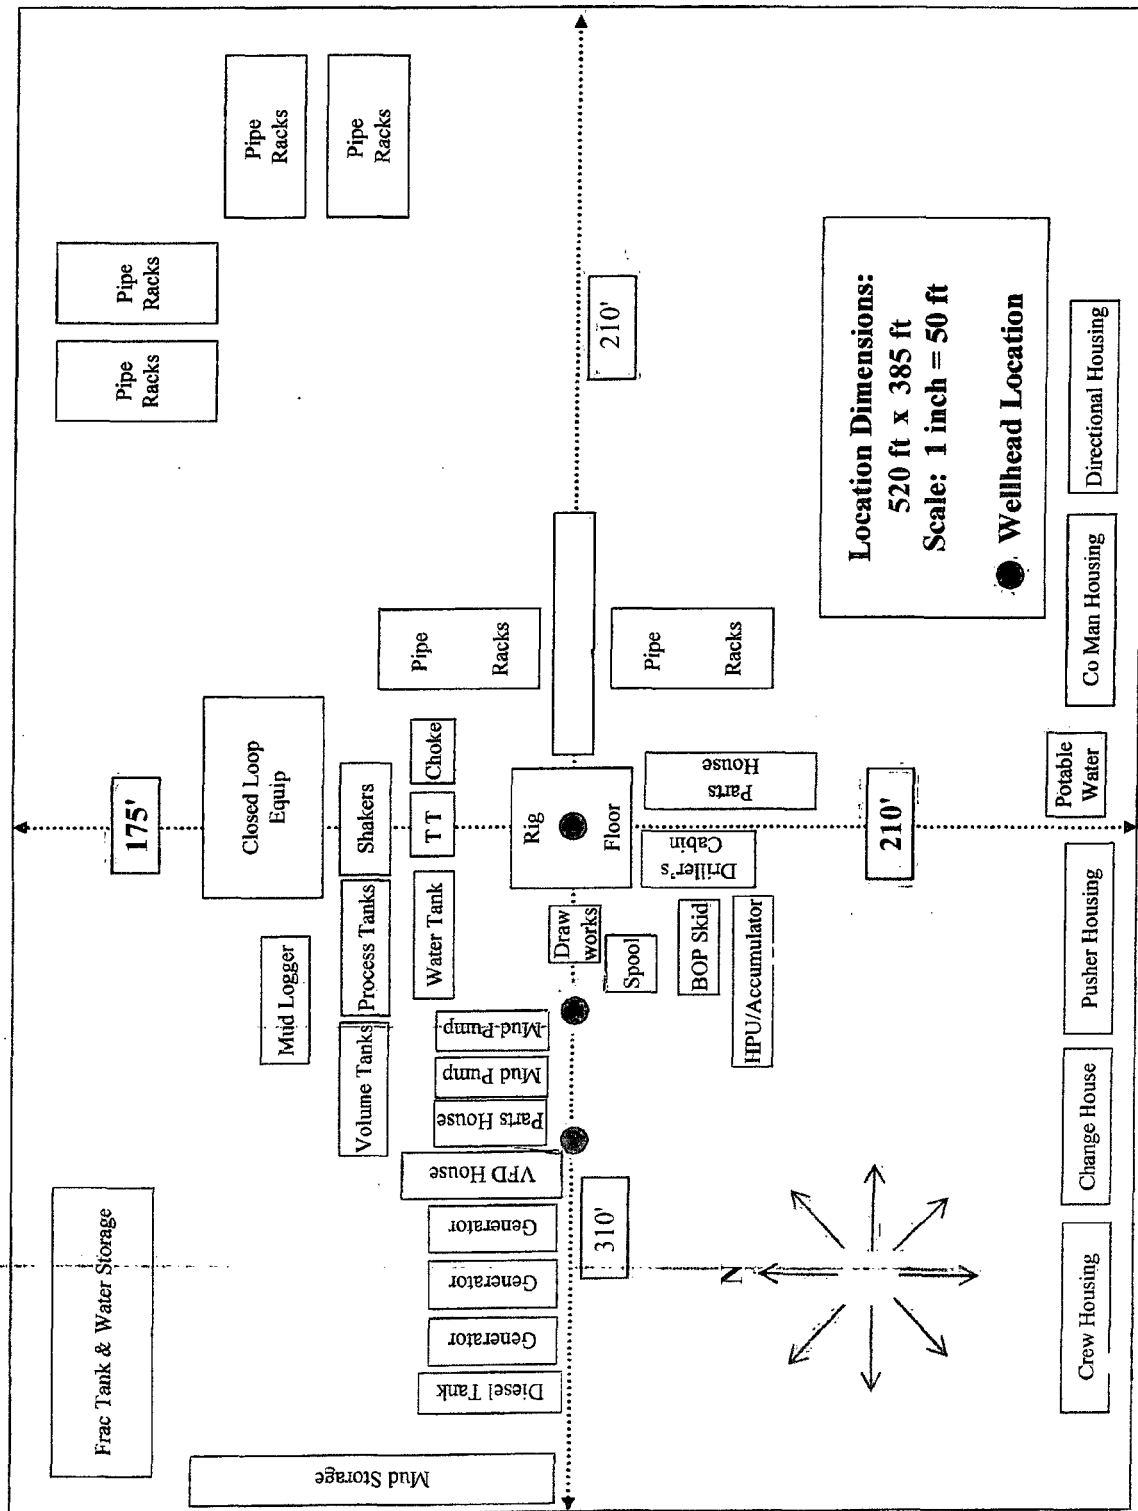 Frac Tank & Water Storage
Mud Storage
Diesel Tank
Generator
Generator
Generator
VFD House
Parts House
Mud Pump
Mud Pump
Volume Tanks
Process Tanks
Shakers
Mud Logger
Water Tank
T T
Choke
Closed Loop
Equip
175'
Pipe
Racks
Pipe
Racks
Pipe
Racks
Pipe
Racks
Pipe
Racks
Pipe
Racks
310'
Draw
works
Spool
BOP Skid
HPU/Accumulator
Rig
Floor
Driller's
Cabin
Parts
House
210'
210'
N
Location Dimensions:
520 ft x 385 ft
Scale: 1 inch = 50 ft
Wellhead Location
Crew Housing
Change House
Pusher Housing
Potable
Water
Co Man Housing
Directional Housing